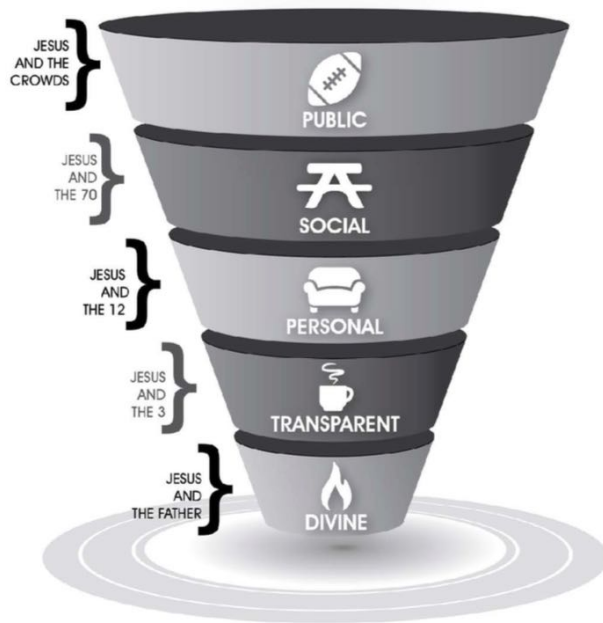 JESUS
AND THE
CROWDS
PUBLIC
JESUS
AND
THE 70
SOCIAL
JESUS
AND
THE 12
PERSONAL
JESUS
AND
THE 3
TRANSPARENT
JESUS
AND
THE FATHER
DIVINE